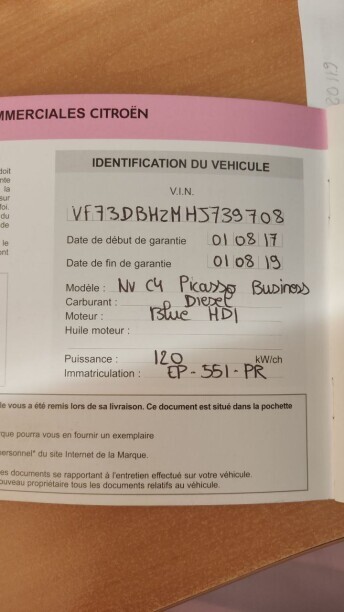 MMERCIALES CITROËN
IDENTIFICATION DU VEHICULE
V.I.N.
VF73DBHZMHJ739708
Date de début de garantie 01 08 17
Date de fin de garantie 01 08 19
Modèle : NV C4 Picasso Business
Carburant : Diesel
Moteur : Blue HDI
Huile moteur :
Puissance : 120 kW/ch
Immatriculation : EP-551-PR
le vous a été remis lors de sa livraison. Ce document est situé dans la pochette
que pourra vous en fournir un exemplaire
ersonnel" du site Internet de la Marque.
es documents se rapportant à l'entretien effectué sur votre véhicule.
ouveau propriétaire tous les documents relatifs au véhicule.